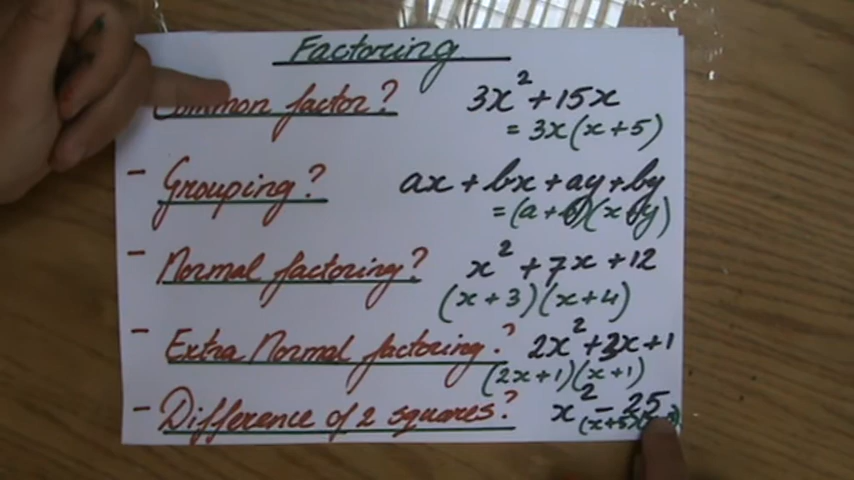 Factoring
Common factor? 3x² + 15x
= 3x(x+5)
- Grouping? ax + bx + ay + by
= (a+b)(x+y)
- Normal factoring? x² + 7x + 12
(x+3)(x+4)
- Extra Normal factoring? 2x² + 3x + 1
(2x+1)(x+1)
- Difference of 2 squares? x² - 25
(x+5)